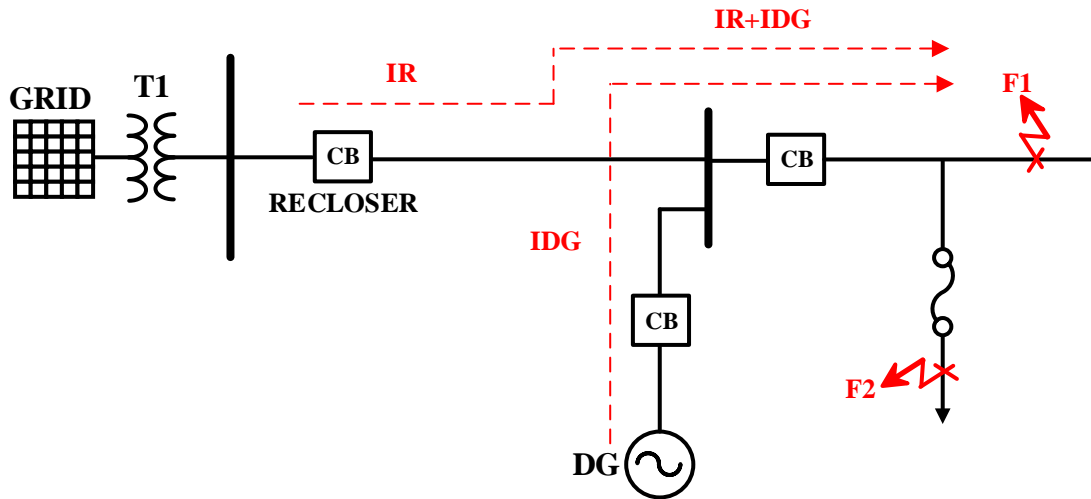 IR+IDG
IR
T1
GRID
F1
CB
CB
RECLOSER
IDG
CB
F2
DG